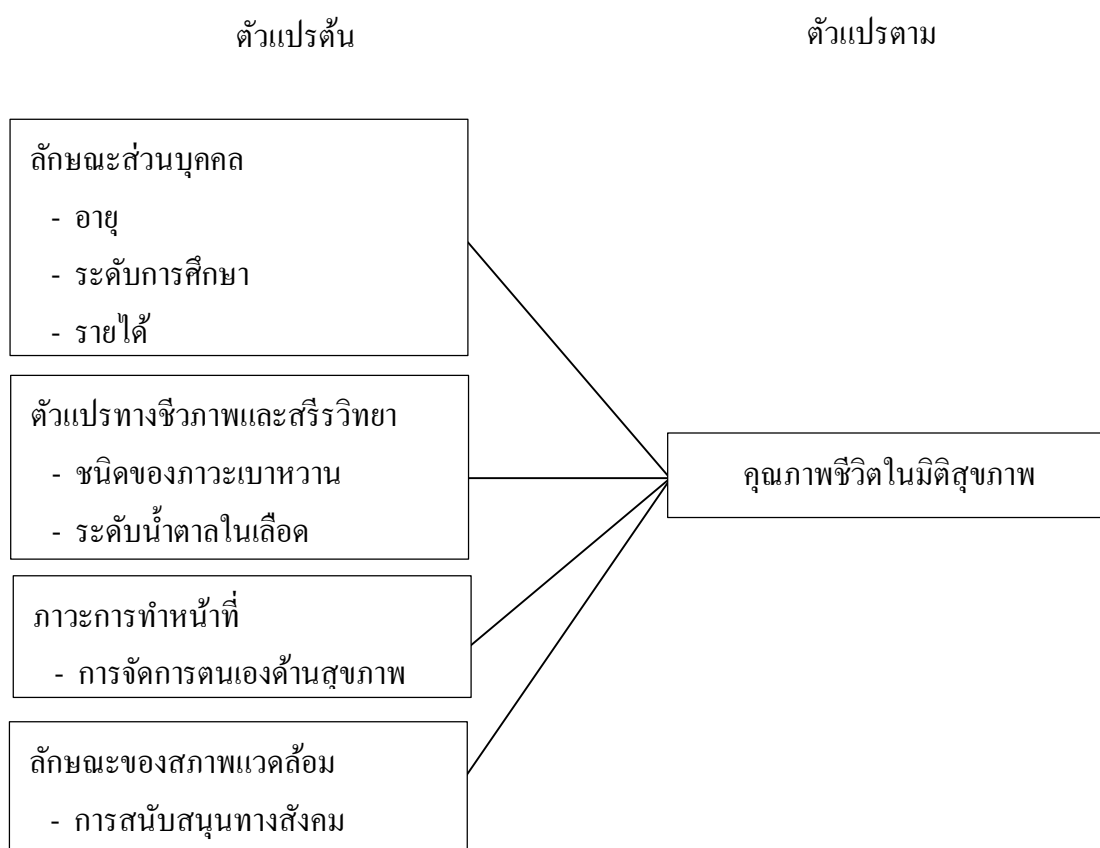 ตัวแปรต้น
ตัวแปรตาม
ลักษณะส่วนบุคคล
- อายุ
- ระดับการศึกษา
- รายได้
ตัวแปรทางชีวภาพและสรีรวิทยา
- ชนิดของภาวะเบาหวาน
- ระดับน้ำตาลในเลือด
ภาวะการทำหน้าที่
- การจัดการตนเองด้านสุขภาพ
ลักษณะของสภาพแวดล้อม
- การสนับสนุนทางสังคม
คุณภาพชีวิตในมิติสุขภาพ